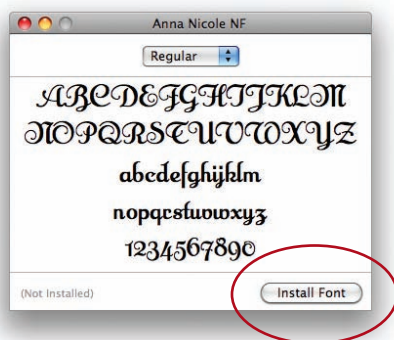 Anna Nicole NF
Regular
ABCDEFGHIJKLM
NOPQRSTUVWXYZ
abcdefghijklm
nopqrstuvwxyz
1234567890
(Not Installed)
Install Font